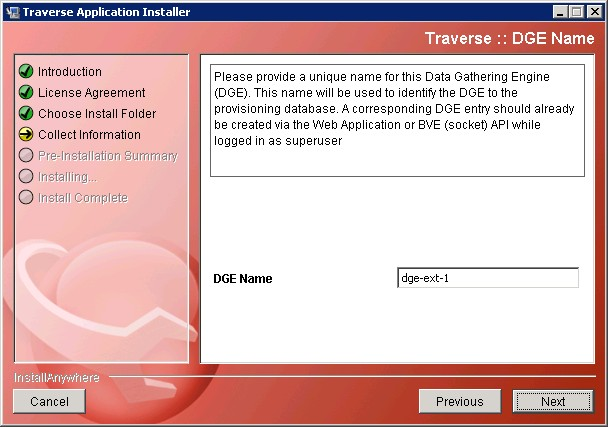 Traverse Application Installer
Traverse :: DGE Name
Introduction
License Agreement
Choose Install Folder
Collect Information
Pre-Installation Summary
Installing...
Install Complete
Please provide a unique name for this Data Gathering Engine
(DGE). This name will be used to identify the DGE to the
provisioning database. A corresponding DGE entry should already
be created via the Web Application or BVE (socket) API while
logged in as superuser
DGE Name
dge-ext-1
InstallAnywhere
Cancel
Previous
Next